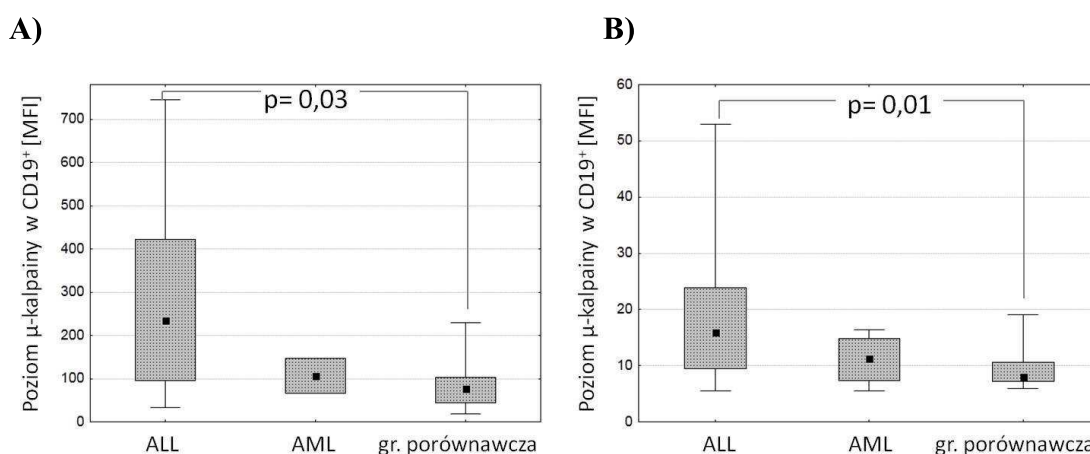 A)
B)
p= 0,03
700
600
500
400
300
200
100
0
Poziom µ-kalpainy w CD19⁺ [MFI]
ALL AML gr. porównawcza
p= 0,01
60
50
40
30
20
10
0
Poziom µ-kalpainy w CD19⁺ [MFI]
ALL AML gr. porównawcza